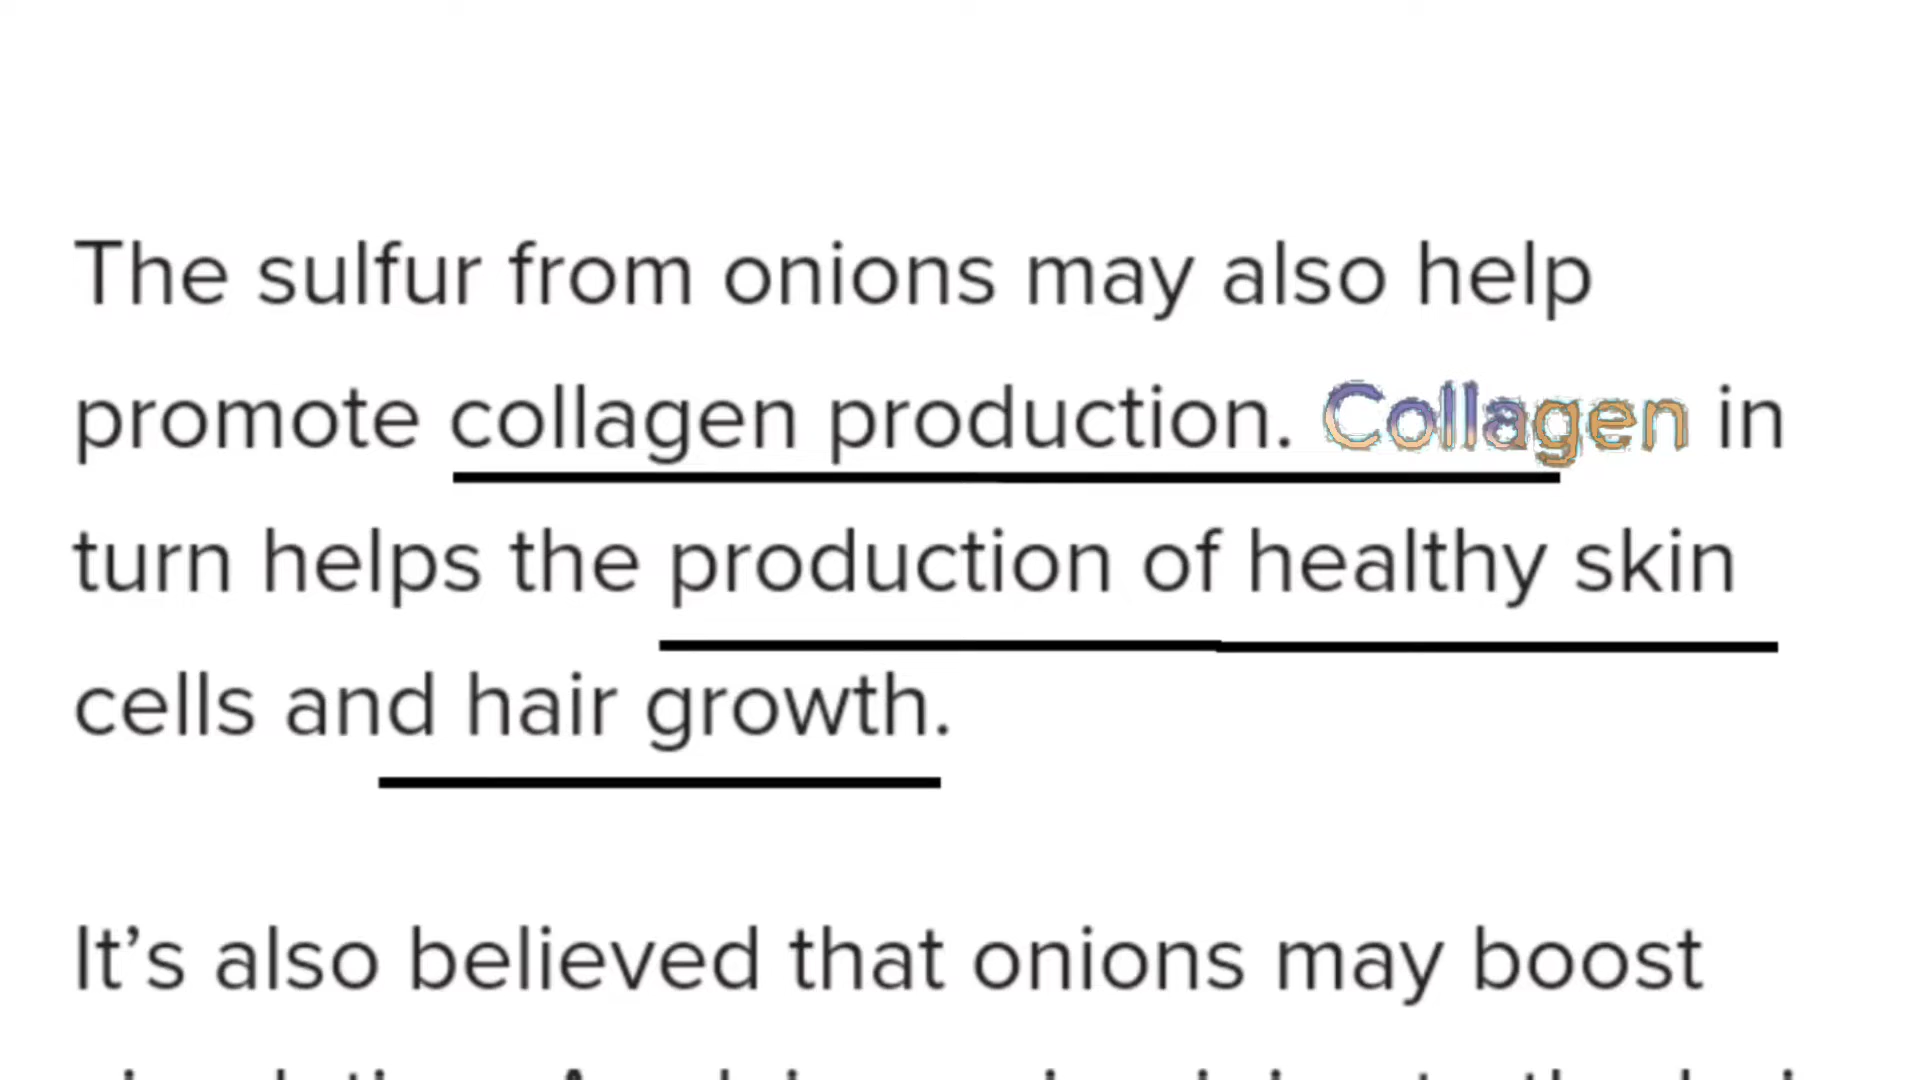 The sulfur from onions may also help
promote collagen production. Collagen in
turn helps the production of healthy skin
cells and hair growth.
It’s also believed that onions may boost